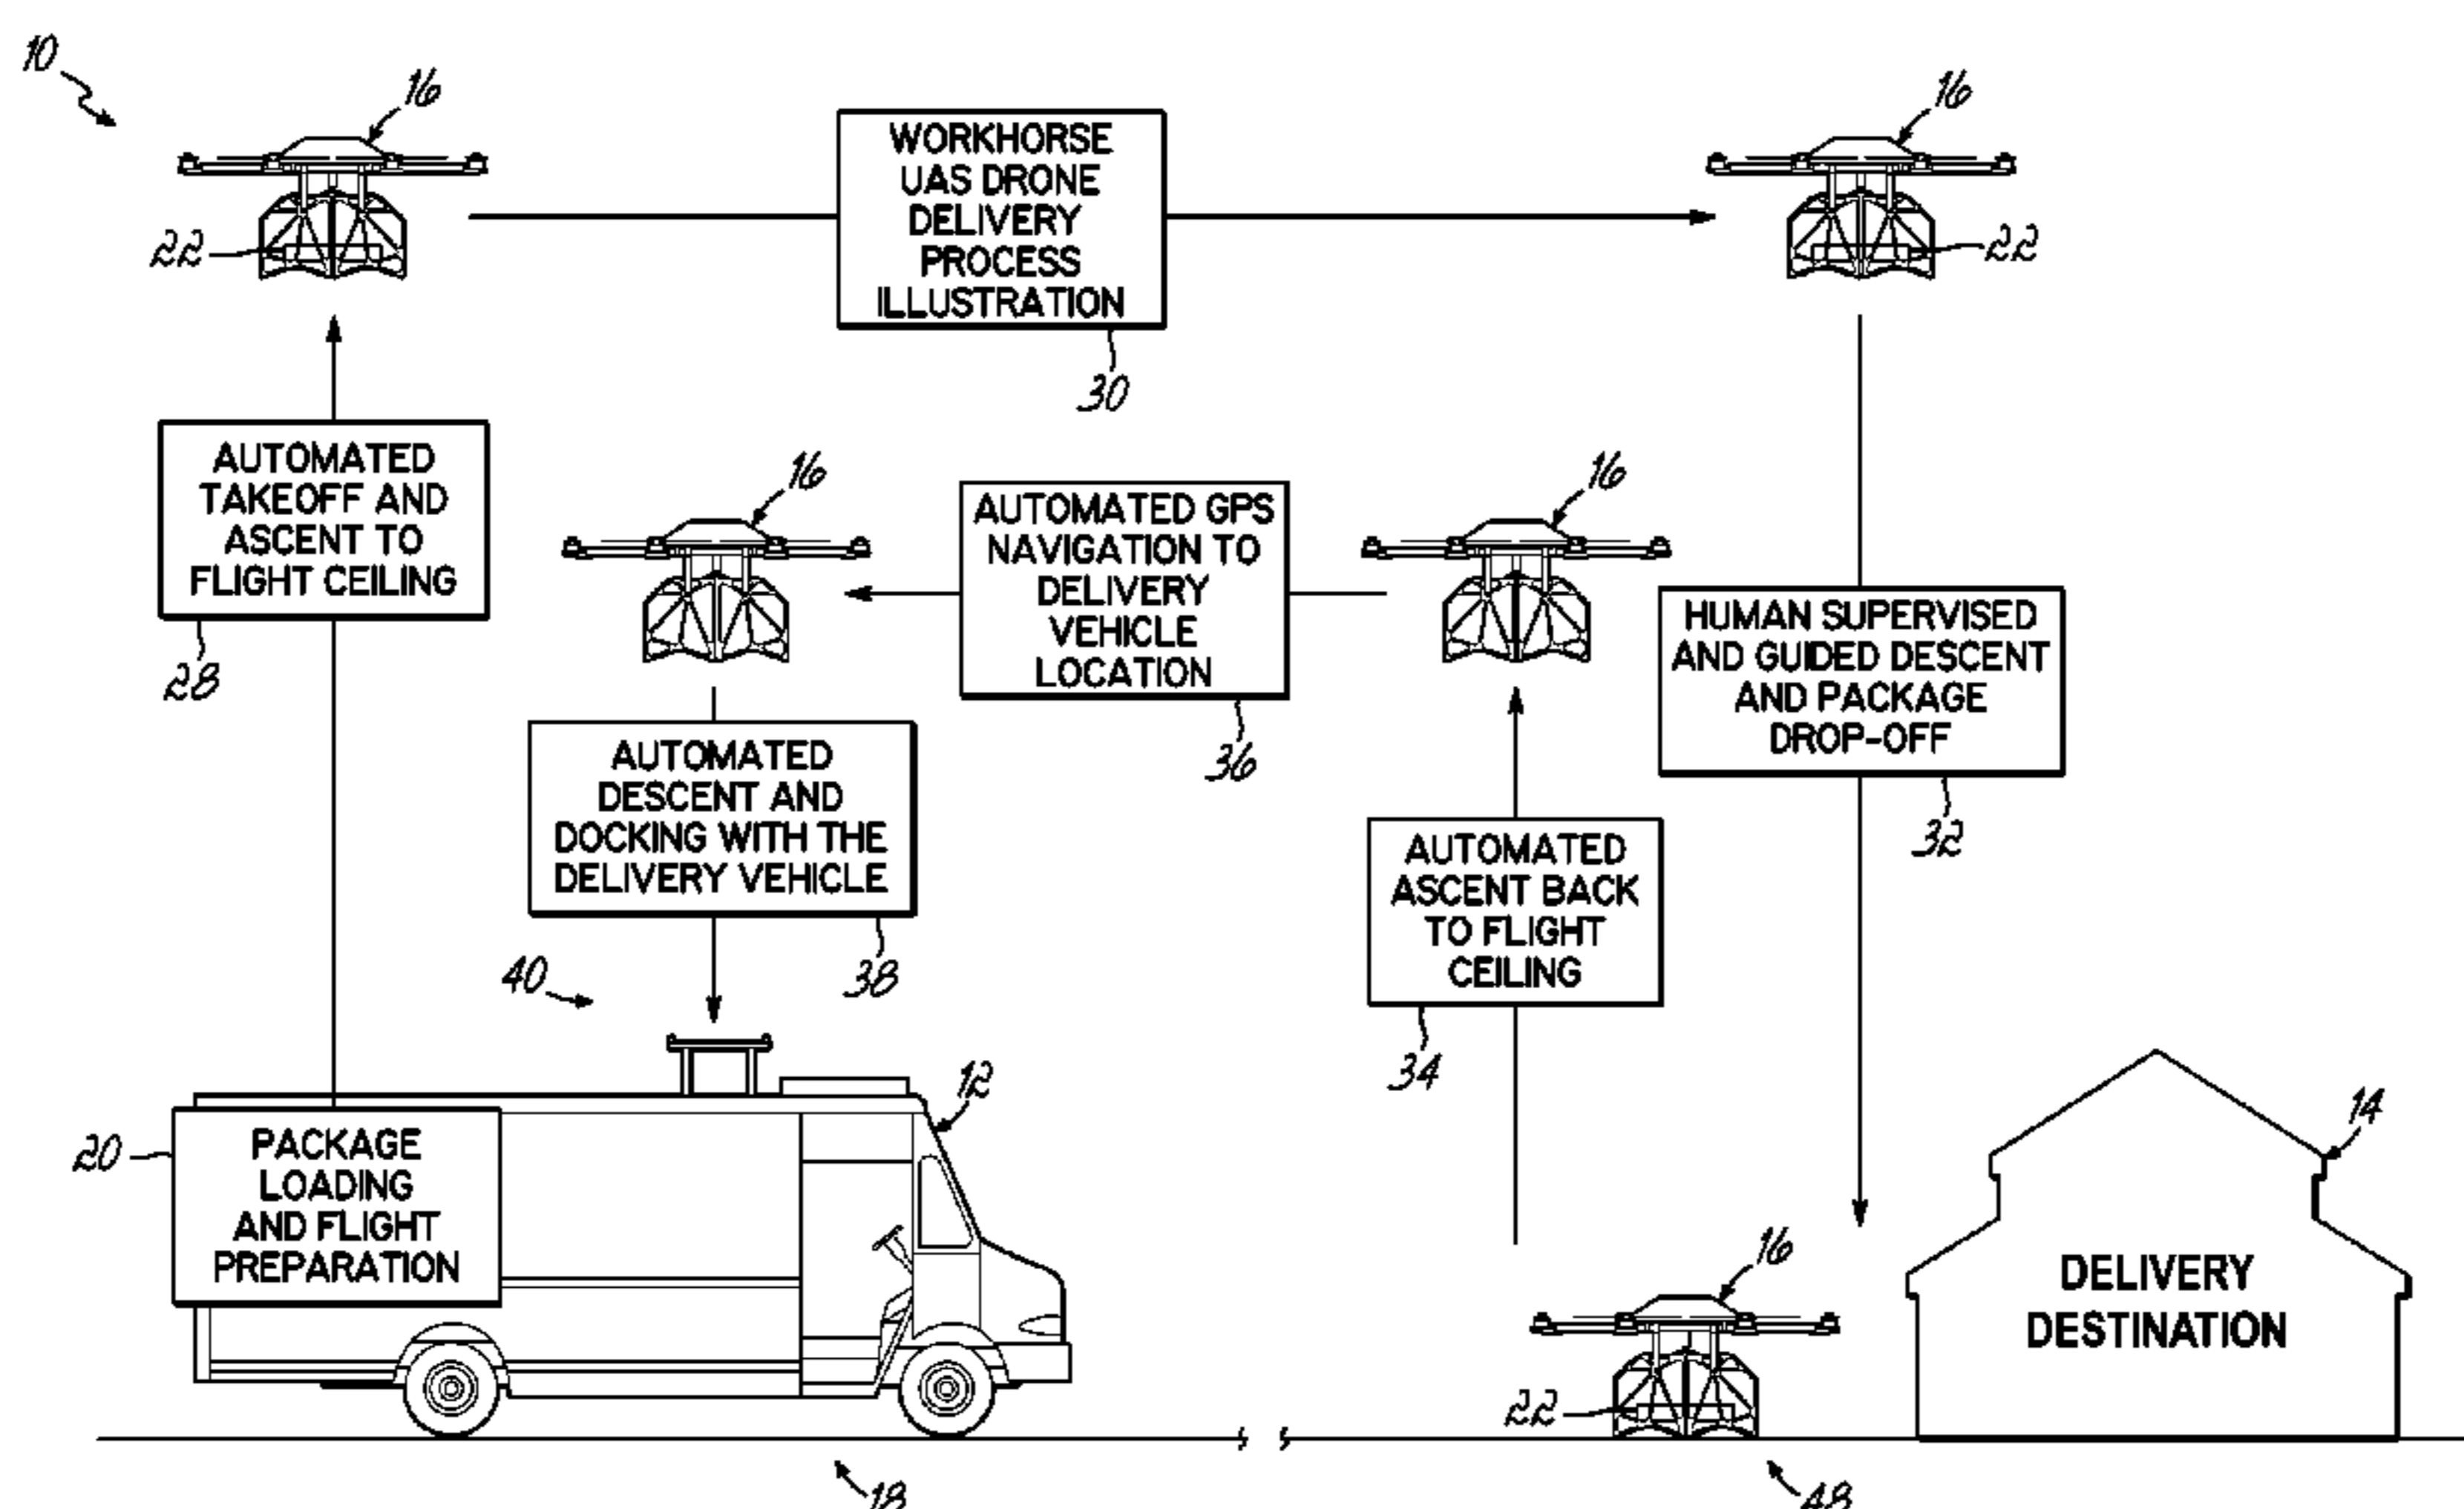 10
16
16
WORKHORSE
UAS DRONE
DELIVERY
PROCESS
ILLUSTRATION
22
22
30
AUTOMATED
TAKEOFF AND
ASCENT TO
FLIGHT CEILING
28
16
16
AUTOMATED GPS
NAVIGATION TO
DELIVERY
VEHICLE
LOCATION
36
HUMAN SUPERVISED
AND GUIDED DESCENT
AND PACKAGE
DROP-OFF
32
AUTOMATED
DESCENT AND
DOCKING WITH THE
DELIVERY VEHICLE
38
AUTOMATED
ASCENT BACK
TO FLIGHT
CEILING
34
40
12
14
20
PACKAGE
LOADING
AND FLIGHT
PREPARATION
16
DELIVERY
DESTINATION
22
18
48